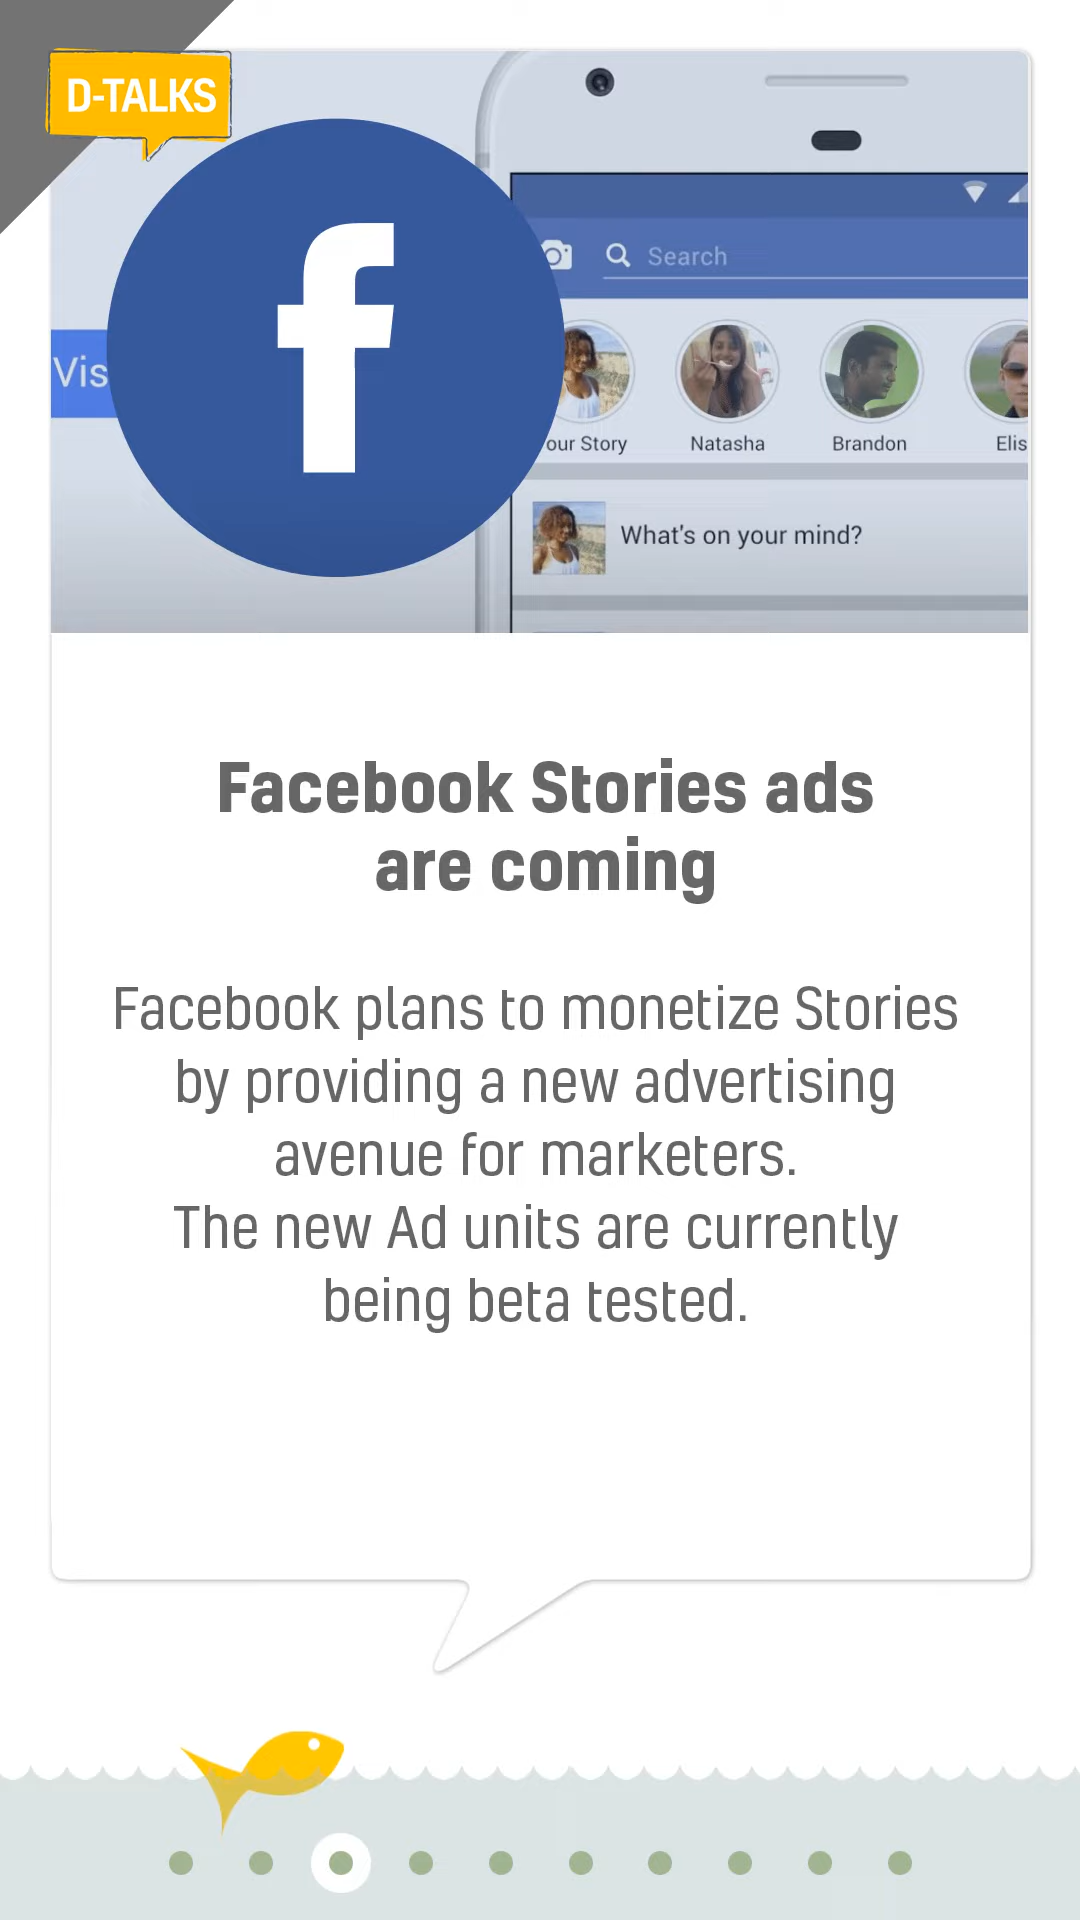 D-TALKS
f
Search
Vis
our Story
Natasha
Brandon
Elis
What's on your mind?
Facebook Stories ads
are coming
Facebook plans to monetize Stories
by providing a new advertising
avenue for marketers.
The new Ad units are currently
being beta tested.